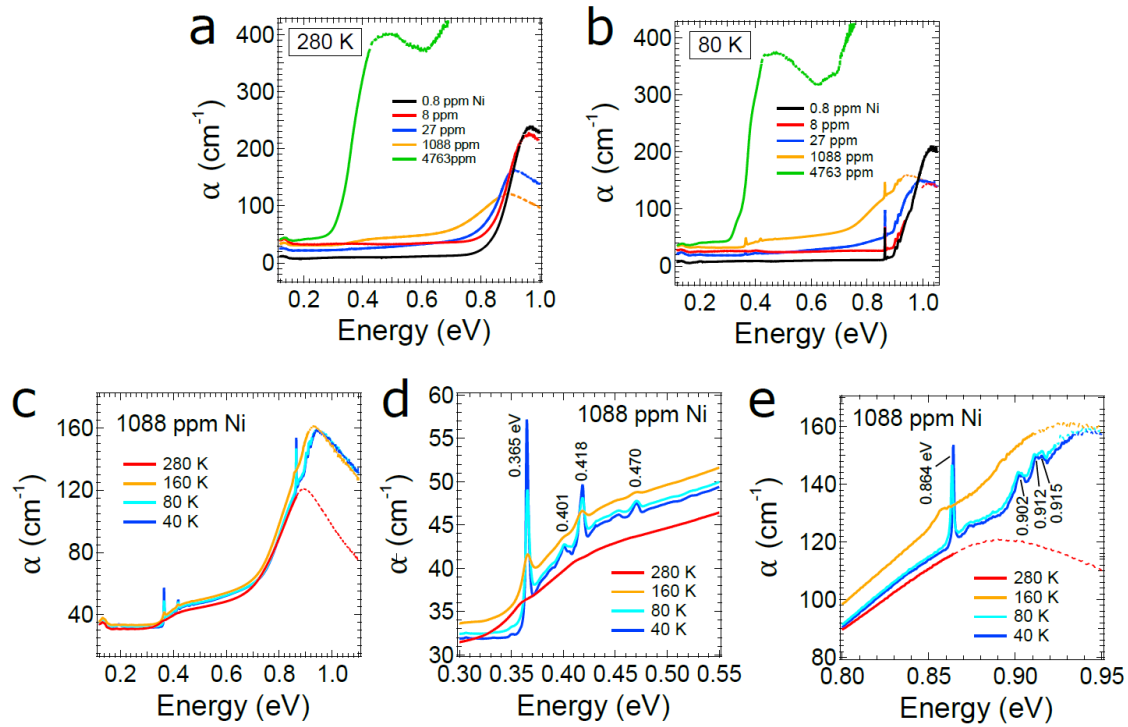 a
280 K
α (cm⁻¹)
400
300
200
100
0
0.8 ppm Ni
8 ppm
27 ppm
1088 ppm
4763ppm
0.2 0.4 0.6 0.8 1.0
Energy (eV)
b
80 K
α (cm⁻¹)
400
300
200
100
0
0.8 ppm Ni
8 ppm
27 ppm
1088 ppm
4763 ppm
0.2 0.4 0.6 0.8 1.0
Energy (eV)
c
1088 ppm Ni
α (cm⁻¹)
160
120
80
40
280 K
160 K
80 K
40 K
0.2 0.4 0.6 0.8 1.0
Energy (eV)
d
1088 ppm Ni
α (cm⁻¹)
60
55
50
45
40
35
30
0.365 eV
0.401
0.418
0.470
280 K
160 K
80 K
40 K
0.30 0.35 0.40 0.45 0.50 0.55
Energy (eV)
e
1088 ppm Ni
α (cm⁻¹)
160
140
120
100
80
0.864 eV
0.902
0.912
0.915
280 K
160 K
80 K
40 K
0.80 0.85 0.90 0.95
Energy (eV)